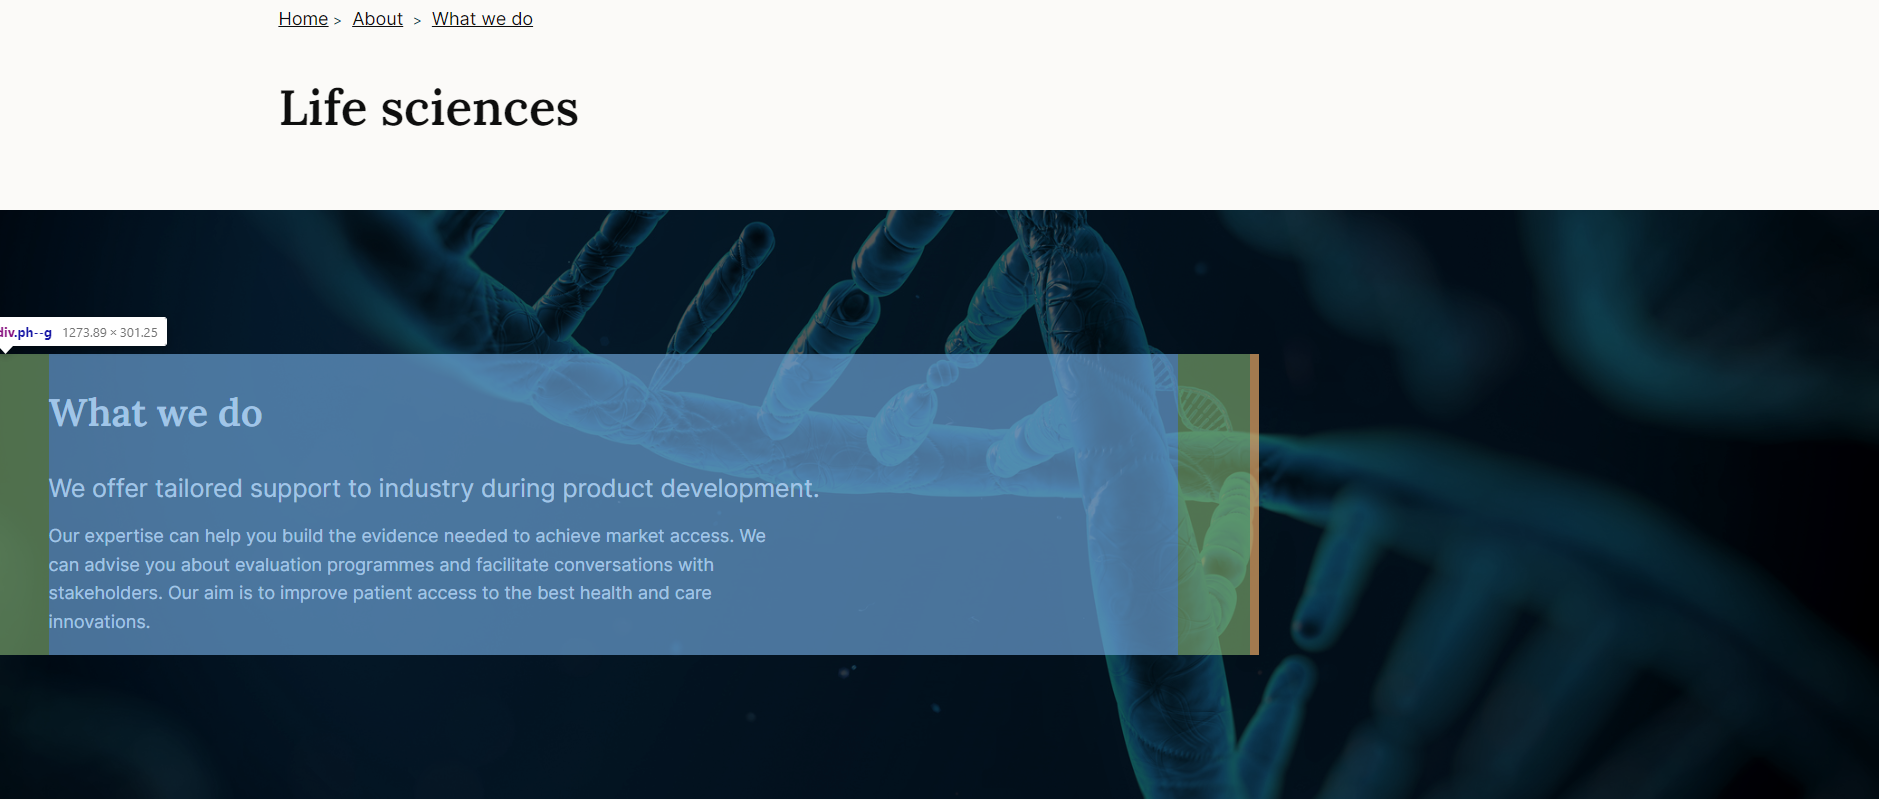 Home > About > What we do
Life sciences
div.ph--g 1273.89 × 301.25
What we do
We offer tailored support to industry during product development.
Our expertise can help you build the evidence needed to achieve market access. We
can advise you about evaluation programmes and facilitate conversations with
stakeholders. Our aim is to improve patient access to the best health and care
innovations.